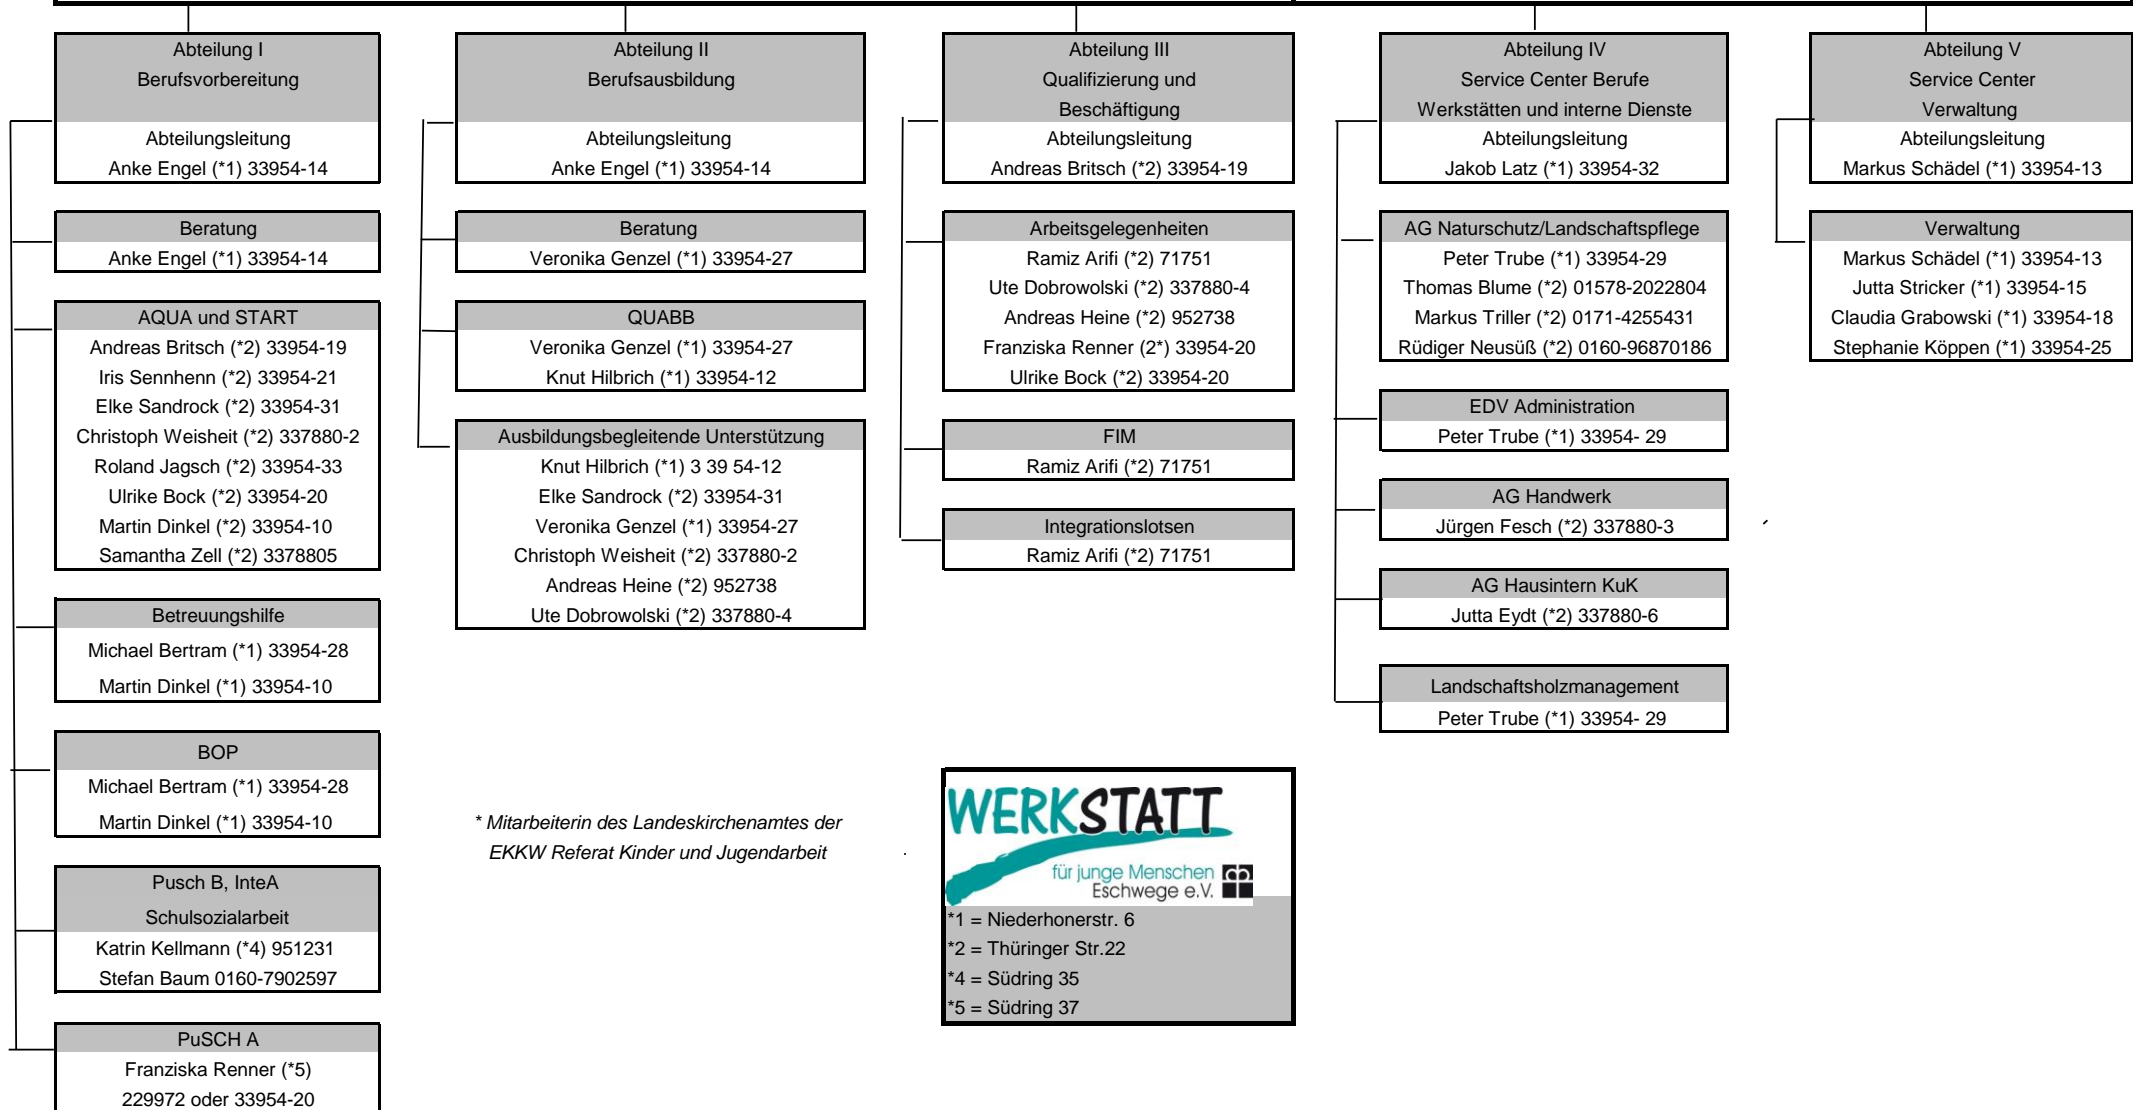 Abteilung I
Berufsvorbereitung
Abteilungsleitung
Anke Engel (*1) 33954-14
Beratung
Anke Engel (*1) 33954-14
AQUA und START
Andreas Britsch (*2) 33954-19
Iris Sennhenn (*2) 33954-21
Elke Sandrock (*2) 33954-31
Christoph Weisheit (*2) 337880-2
Roland Jagsch (*2) 33954-33
Ulrike Bock (*2) 33954-20
Martin Dinkel (*2) 33954-10
Samantha Zell (*2) 3378805
Betreuungshilfe
Michael Bertram (*1) 33954-28
Martin Dinkel (*1) 33954-10
BOP
Michael Bertram (*1) 33954-28
Martin Dinkel (*1) 33954-10
Pusch B, InteA
Schulsozialarbeit
Katrin Kellmann (*4) 951231
Stefan Baum 0160-7902597
PuSCH A
Franziska Renner (*5)
229972 oder 33954-20
Abteilung II
Berufsausbildung
Abteilungsleitung
Anke Engel (*1) 33954-14
Beratung
Veronika Genzel (*1) 33954-27
QUABB
Veronika Genzel (*1) 33954-27
Knut Hilbrich (*1) 33954-12
Ausbildungsbegleitende Unterstützung
Knut Hilbrich (*1) 3 39 54-12
Elke Sandrock (*2) 33954-31
Veronika Genzel (*1) 33954-27
Christoph Weisheit (*2) 337880-2
Andreas Heine (*2) 952738
Ute Dobrowolski (*2) 337880-4
* Mitarbeiterin des Landeskirchenamtes der
EKKW Referat Kinder und Jugendarbeit
Abteilung III
Qualifizierung und
Beschäftigung
Abteilungsleitung
Andreas Britsch (*2) 33954-19
Arbeitsgelegenheiten
Ramiz Arifi (*2) 71751
Ute Dobrowolski (*2) 337880-4
Andreas Heine (*2) 952738
Franziska Renner (2*) 33954-20
Ulrike Bock (*2) 33954-20
FIM
Ramiz Arifi (*2) 71751
Integrationslotsen
Ramiz Arifi (*2) 71751
WERKSTATT
für junge Menschen
Eschwege e.V.
*1 = Niederhonerstr. 6
*2 = Thüringer Str.22
*4 = Südring 35
*5 = Südring 37
Abteilung IV
Service Center Berufe
Werkstätten und interne Dienste
Abteilungsleitung
Jakob Latz (*1) 33954-32
AG Naturschutz/Landschaftspflege
Peter Trube (*1) 33954-29
Thomas Blume (*2) 01578-2022804
Markus Triller (*2) 0171-4255431
Rüdiger Neusüß (*2) 0160-96870186
EDV Administration
Peter Trube (*1) 33954- 29
AG Handwerk
Jürgen Fesch (*2) 337880-3
AG Hausintern KuK
Jutta Eydt (*2) 337880-6
Landschaftsholzmanagement
Peter Trube (*1) 33954- 29
Abteilung V
Service Center
Verwaltung
Abteilungsleitung
Markus Schädel (*1) 33954-13
Verwaltung
Markus Schädel (*1) 33954-13
Jutta Stricker (*1) 33954-15
Claudia Grabowski (*1) 33954-18
Stephanie Köppen (*1) 33954-25